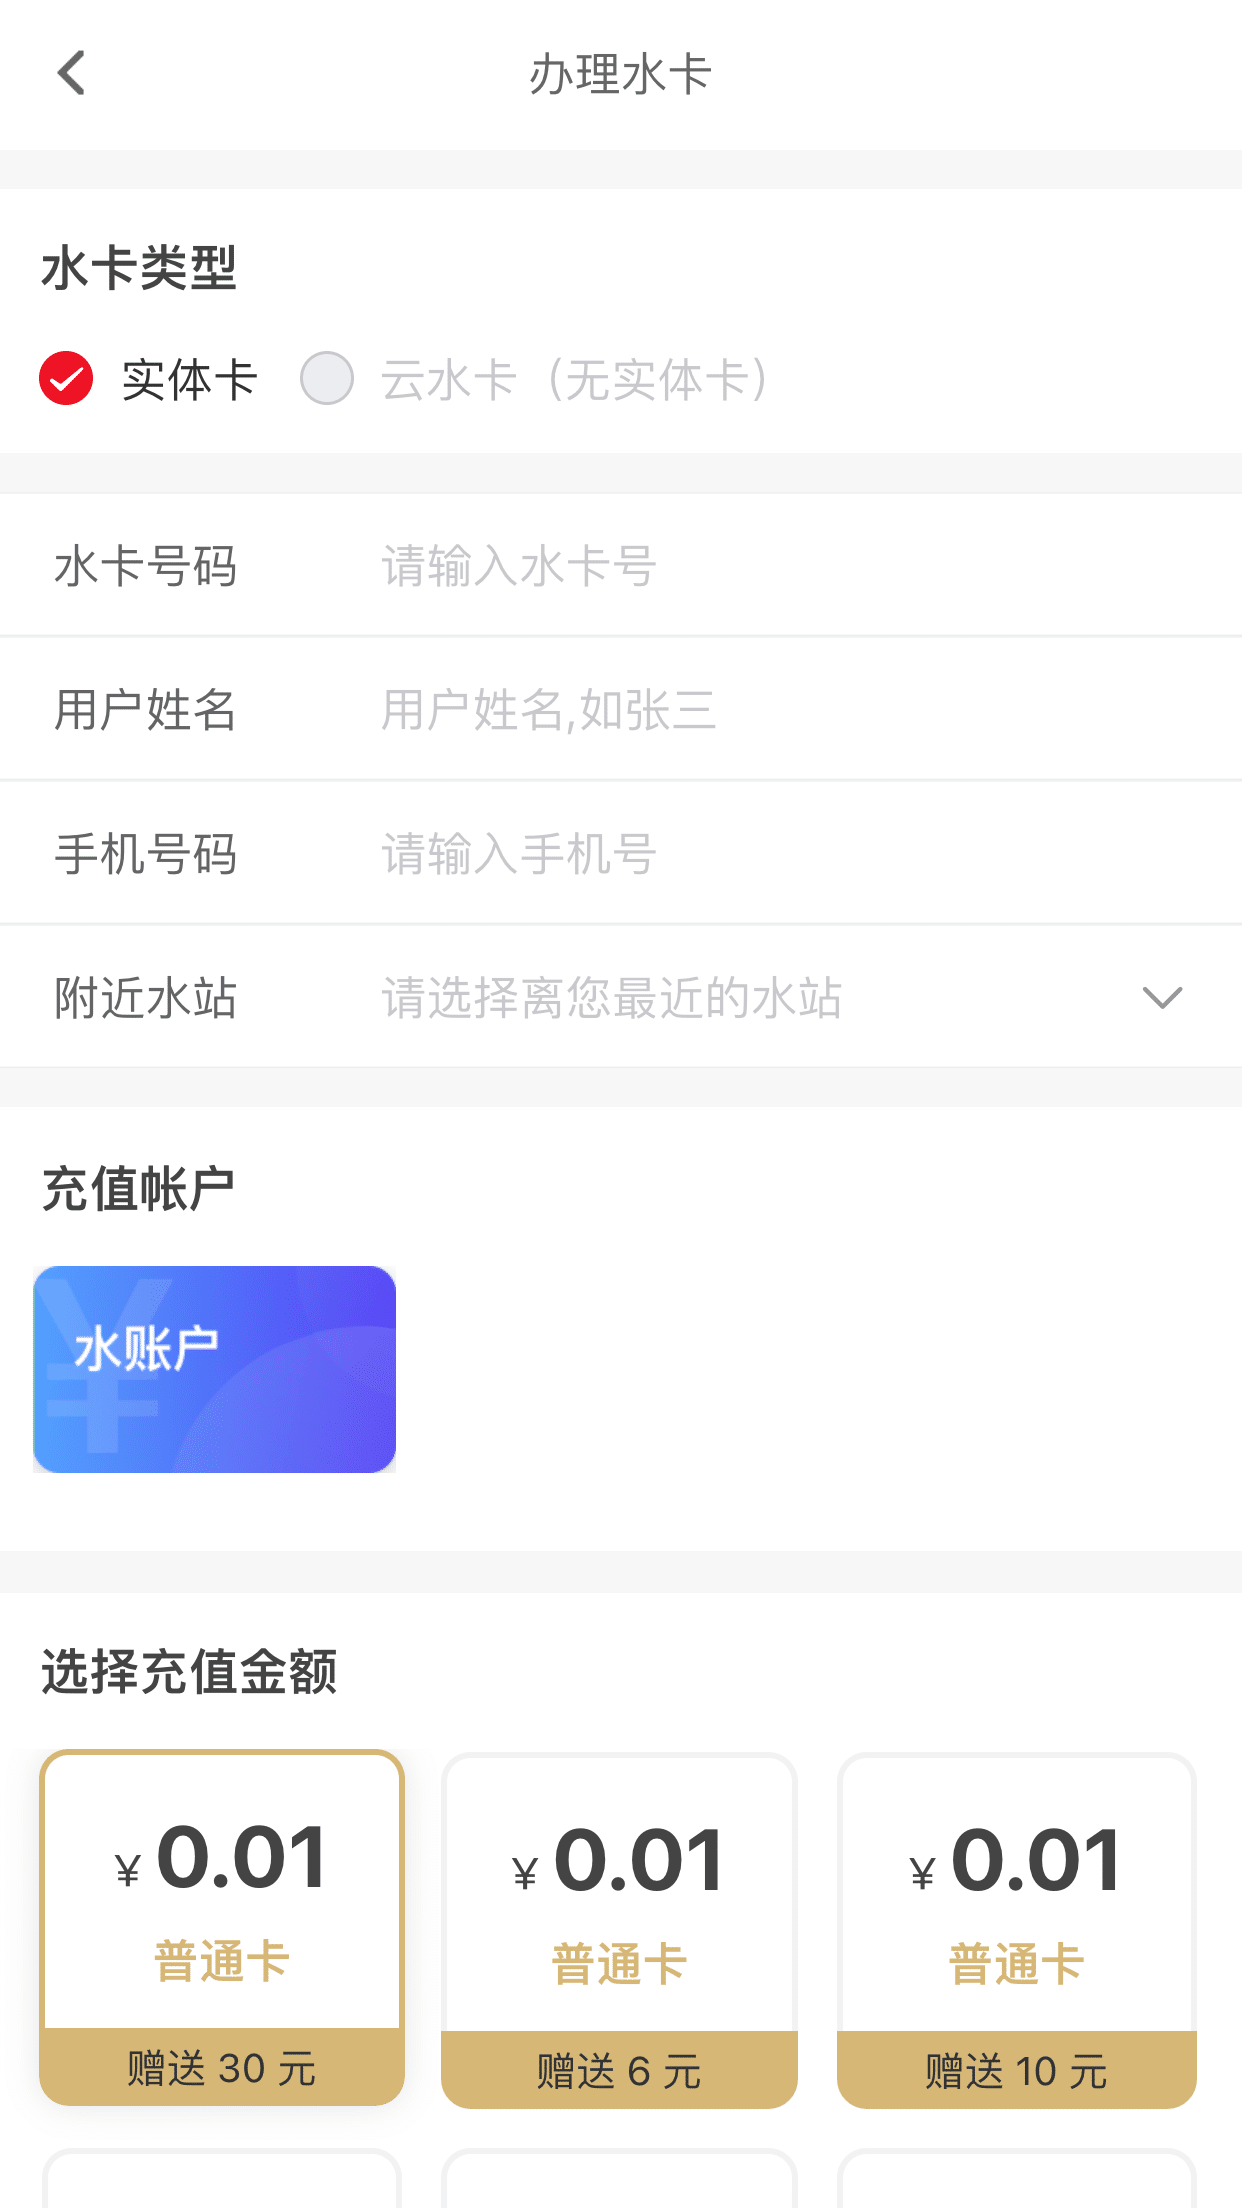 办理水卡
水卡类型
实体卡 云水卡（无实体卡）
水卡号码 请输入水卡号
用户姓名 用户姓名,如张三
手机号码 请输入手机号
附近水站 请选择离您最近的水站
充值帐户
水账户
选择充值金额
¥ 0.01 ¥ 0.01 ¥ 0.01
普通卡 普通卡 普通卡
赠送 30 元 赠送 6 元 赠送 10 元